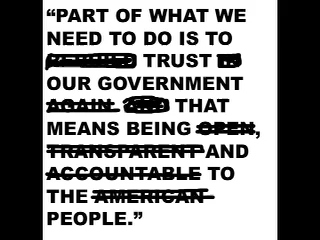 “PART OF WHAT WE
NEED TO DO IS TO
TRUST
OUR GOVERNMENT
AGAIN THAT
MEANS BEING OPEN,
TRANSPARENT AND
ACCOUNTABLE TO
THE AMERICAN
PEOPLE.”